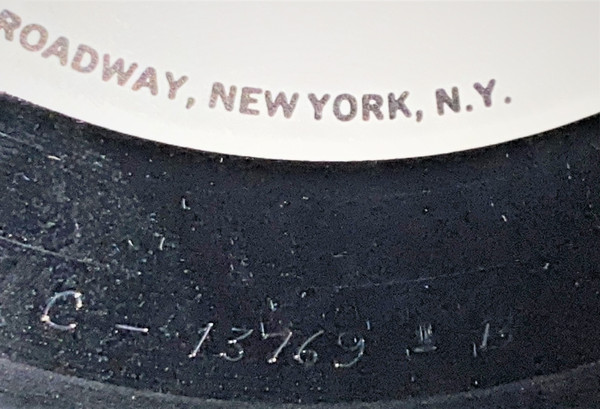 ROADWAY, NEW YORK, N.Y.
C - 13769 =